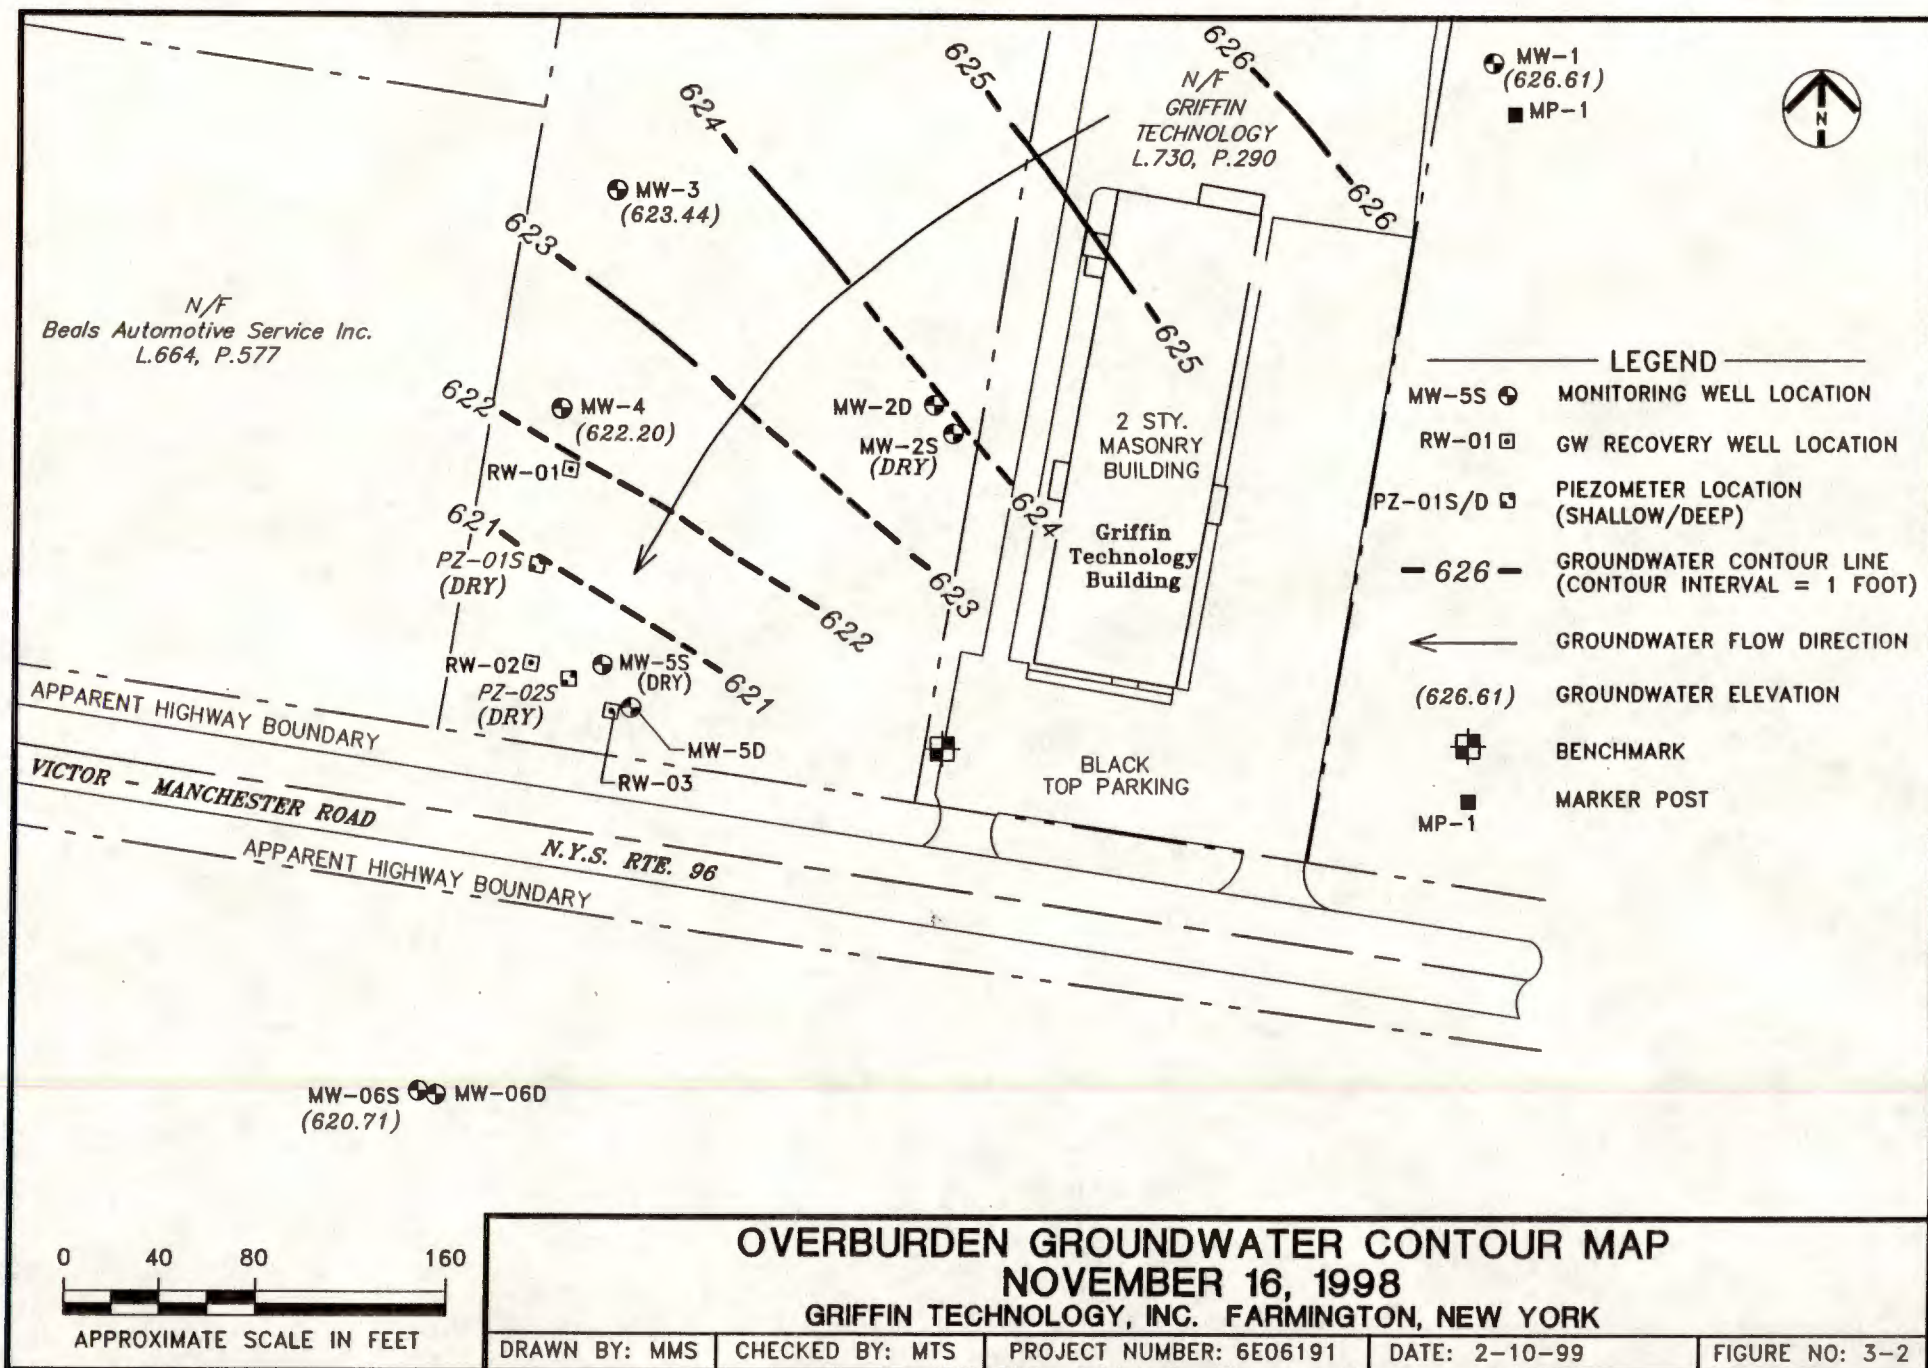 626
625
624
623
N/F
GRIFFIN
TECHNOLOGY
L.730, P.290
MW-1
(626.61)
MP-1
N
MW-3
(623.44)
626
N/F
Beals Automotive Service Inc.
L.664, P.577
625
622
MW-4
(622.20)
MW-2D
MW-2S
(DRY)
2 STY.
MASONRY
BUILDING
Griffin
Technology
Building
RW-01
621
PZ-01S
(DRY)
624
623
622
621
RW-02
PZ-02S
(DRY)
MW-5S
(DRY)
MW-5D
RW-03
BLACK
TOP PARKING
LEGEND
MW-5S MONITORING WELL LOCATION
RW-01 GW RECOVERY WELL LOCATION
PZ-01S/D PIEZOMETER LOCATION
(SHALLOW/DEEP)
626 GROUNDWATER CONTOUR LINE
(CONTOUR INTERVAL = 1 FOOT)
GROUNDWATER FLOW DIRECTION
(626.61) GROUNDWATER ELEVATION
BENCHMARK
MARKER POST
MP-1
APPARENT HIGHWAY BOUNDARY
VICTOR - MANCHESTER ROAD
N.Y.S. RTE. 96
APPARENT HIGHWAY BOUNDARY
MW-06S MW-06D
(620.71)
0 40 80 160
APPROXIMATE SCALE IN FEET
OVERBURDEN GROUNDWATER CONTOUR MAP
NOVEMBER 16, 1998
GRIFFIN TECHNOLOGY, INC. FARMINGTON, NEW YORK
DRAWN BY: MMS CHECKED BY: MTS PROJECT NUMBER: 6E06191 DATE: 2-10-99 FIGURE NO: 3-2